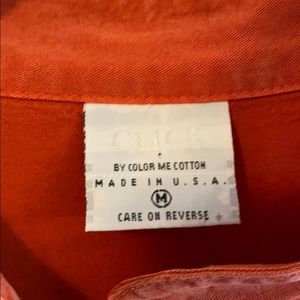 CLICK
BY COLOR ME COTTON
MADE IN U.S.A.
M
CARE ON REVERSE